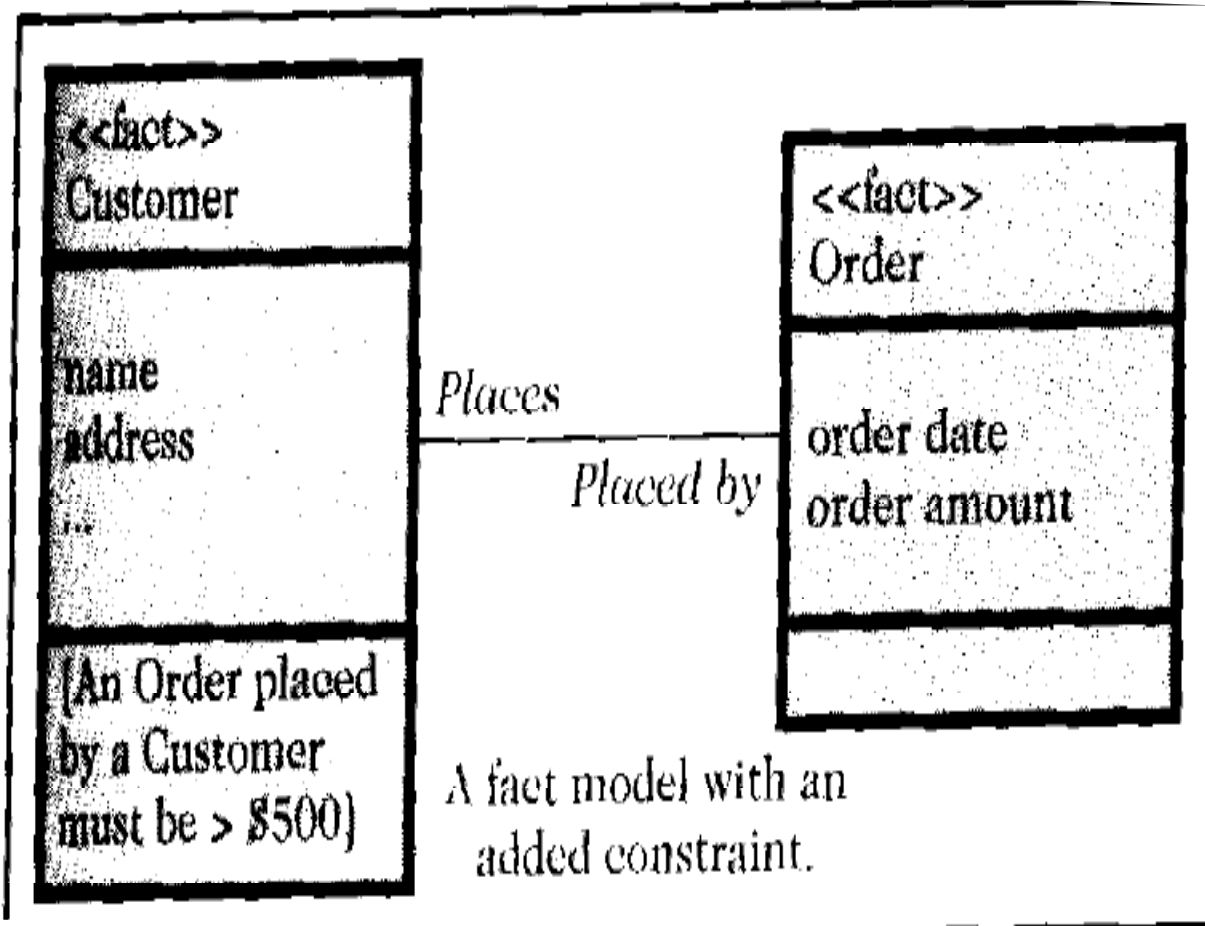 <<fact>>
Customer
name
address
...
{An Order placed
by a Customer
must be > $500}
Places
Placed by
<<fact>>
Order
order date
order amount
A fact model with an
added constraint.